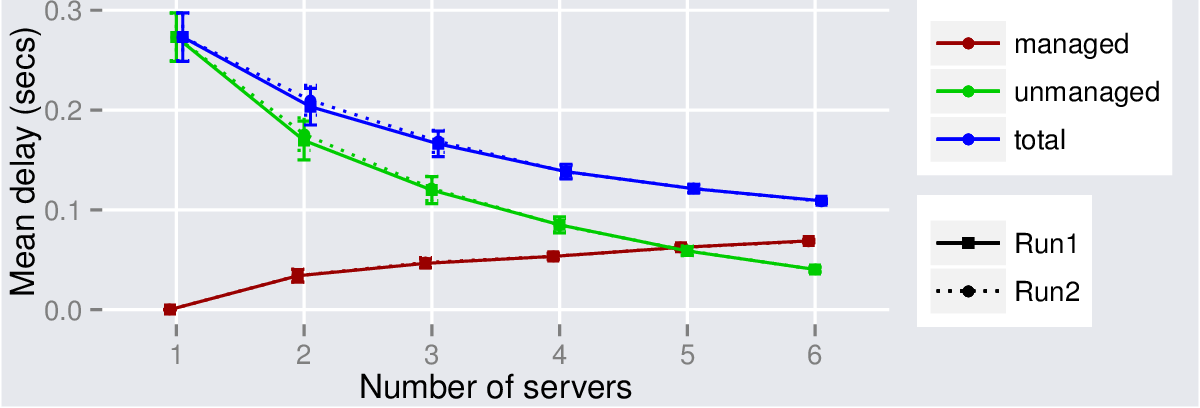 0.3
0.2
0.1
0.0
Mean delay (secs)
1 2 3 4 5 6
Number of servers
managed
unmanaged
total
Run1
Run2